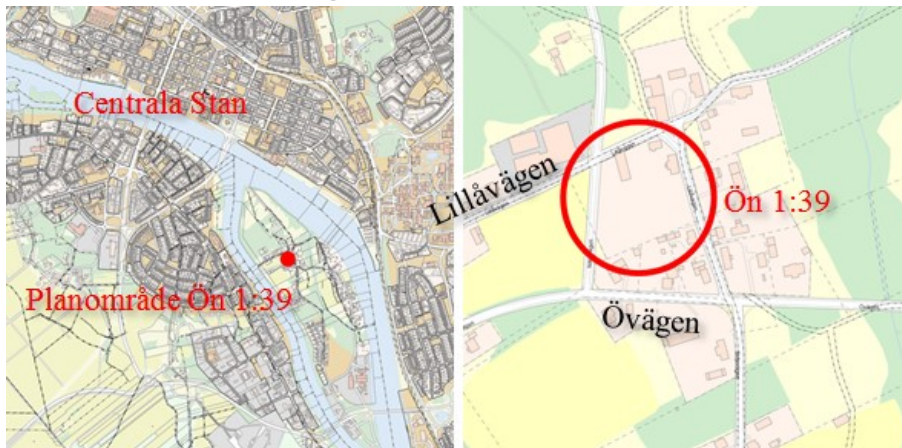 Centrala Stan
Planområde Ön 1:39
Lillåvägen
Ön 1:39
Övägen